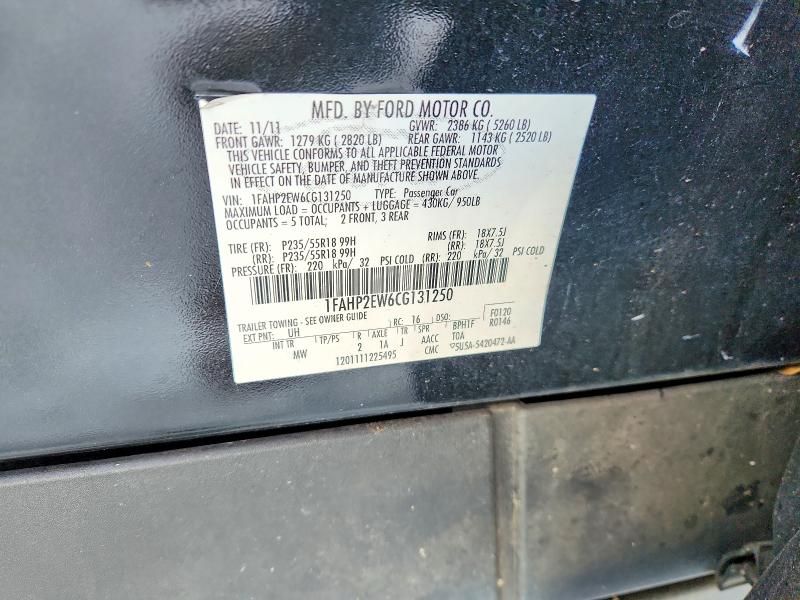 MFD. BY FORD MOTOR CO.
DATE: 11/11 GVWR: 2386 KG ( 5260 LB)
FRONT GAWR: 1279 KG ( 2820 LB) REAR GAWR: 1143 KG ( 2520 LB)
THIS VEHICLE CONFORMS TO ALL APPLICABLE FEDERAL MOTOR
VEHICLE SAFETY, BUMPER, AND THEFT PREVENTION STANDARDS
IN EFFECT ON THE DATE OF MANUFACTURE SHOWN ABOVE.
VIN: 1FAHP2EW6CG131250 TYPE: Passenger Car
MAXIMUM LOAD = OCCUPANTS + LUGGAGE = 430KG/ 950LB
OCCUPANTS = 5 TOTAL; 2 FRONT, 3 REAR
TIRE (FR): P235/55R18 99H RIMS (FR): 18X7.5J
(RR): P235/55R18 99H (RR): 18X7.5J
PRESSURE (FR): 220 kPa/ 32 PSI COLD (RR): 220 kPa/ 32 PSI COLD
1FAHP2EW6CG131250
TRAILER TOWING - SEE OWNER GUIDE
EXT PNT: UH RC: 16 DSO: F0120
INT TR TP/PS R AXLE TR SPR BPH1F R0146
MW 2 1A J AACC TOA
1201111225495 CMC 5U5A-5420472-AA